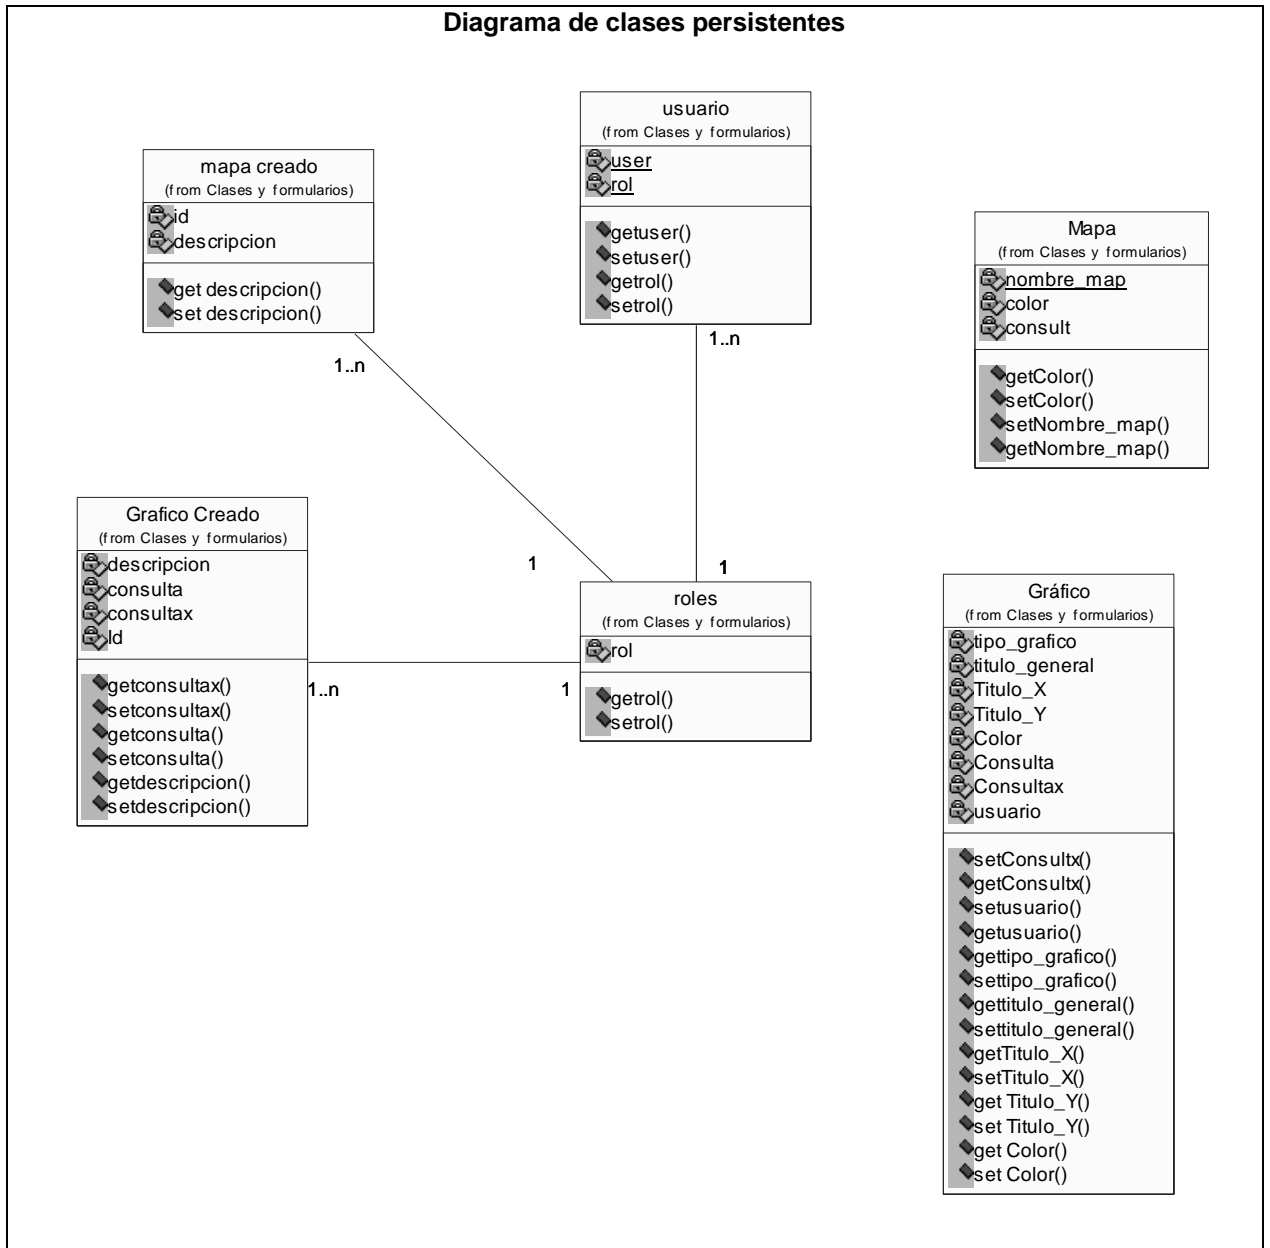 Diagrama de clases persistentes
mapa creado
(from Clases y formularios)
id
descripcion
get descripcion()
set descripcion()
1..n
usuario
(from Clases y formularios)
user
rol
getuser()
setuser()
getrol()
setrol()
1..n
Mapa
(from Clases y formularios)
nombre_map
color
consult
getColor()
setColor()
setNombre_map()
getNombre_map()
Grafico Creado
(from Clases y formularios)
descripcion
consulta
consultax
Id
getconsultax()
setconsultax()
getconsulta()
setconsulta()
getdescripcion()
setdescripcion()
1..n
1
1
1
roles
(from Clases y formularios)
rol
getrol()
setrol()
Gráfico
(from Clases y formularios)
tipo_grafico
titulo_general
Titulo_X
Titulo_Y
Color
Consulta
Consultax
usuario
setConsultx()
getConsultx()
setusuario()
getusuario()
gettipo_grafico()
settipo_grafico()
gettitulo_general()
settitulo_general()
getTitulo_X()
setTitulo_X()
get Titulo_Y()
set Titulo_Y()
get Color()
set Color()